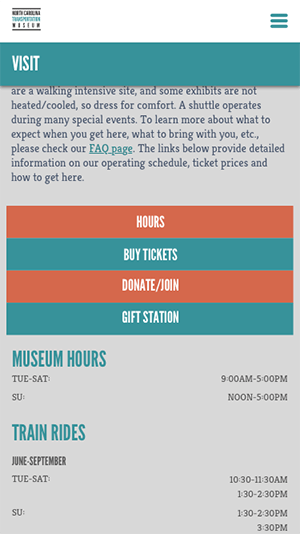 NORTH CAROLINA
TRANSPORTATION
MUSEUM
VISIT
are a walking intensive site, and some exhibits are not
heated/cooled, so dress for comfort. A shuttle operates
during many special events. To learn more about what to
expect when you get here, what to bring with you, etc.,
please check our FAQ page. The links below provide detailed
information on our operating schedule, ticket prices and
how to get here.
HOURS
BUY TICKETS
DONATE/JOIN
GIFT STATION
MUSEUM HOURS
TUE-SAT: 9:00AM-5:00PM
SU: NOON-5:00PM
TRAIN RIDES
JUNE-SEPTEMBER
TUE-SAT: 10:30-11:30AM
1:30-2:30PM
SU: 1:30-2:30PM
3:30PM